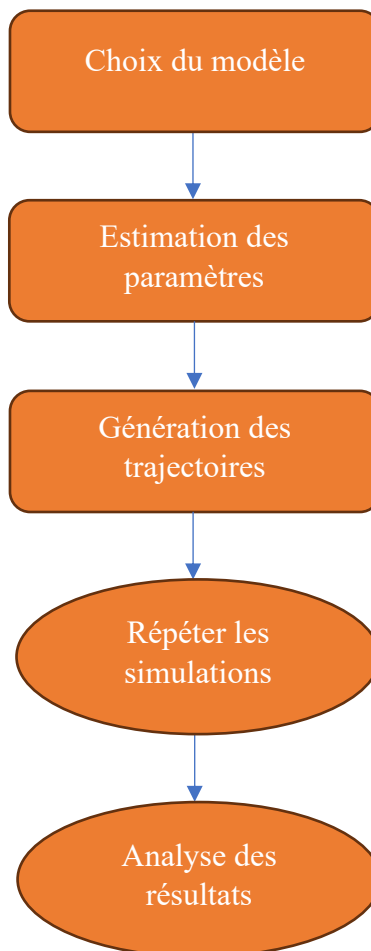 Choix du modèle
Estimation des
paramètres
Génération des
trajectoires
Répéter les
simulations
Analyse des
résultats